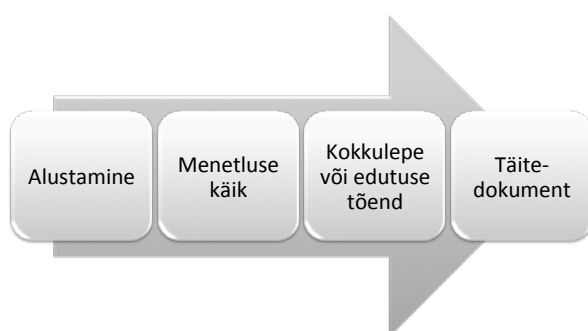 Alustamine
Menetluse
käik
Kokkulepe
või edutuse
tõend
Täite-
dokument